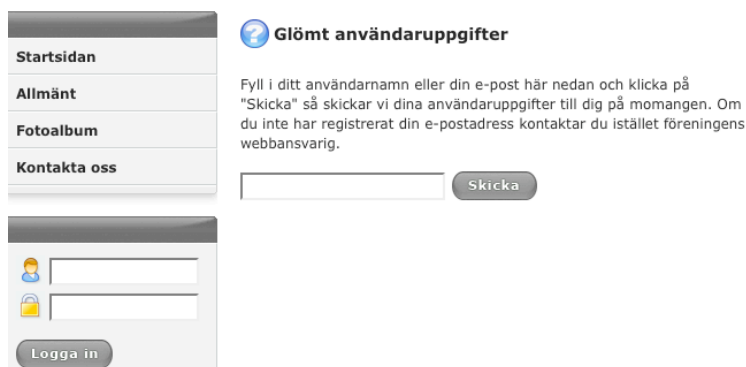 Startsidan
Allmänt
Fotoalbum
Kontakta oss
Logga in
Glömt användaruppgifter
Fyll i ditt användarnamn eller din e-post här nedan och klicka på
"Skicka" så skickar vi dina användaruppgifter till dig på momangen. Om
du inte har registrerat din e-postadress kontaktar du istället föreningens
webbansvarig.
Skicka